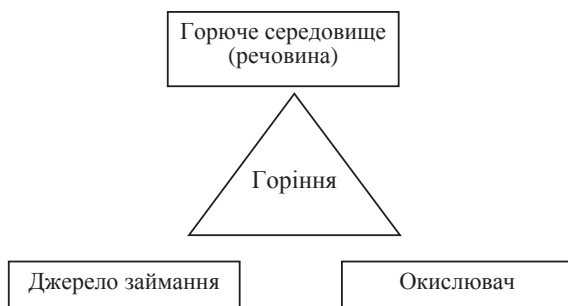 Горюче середовище
(речовина)
Горіння
Джерело займання
Окислювач